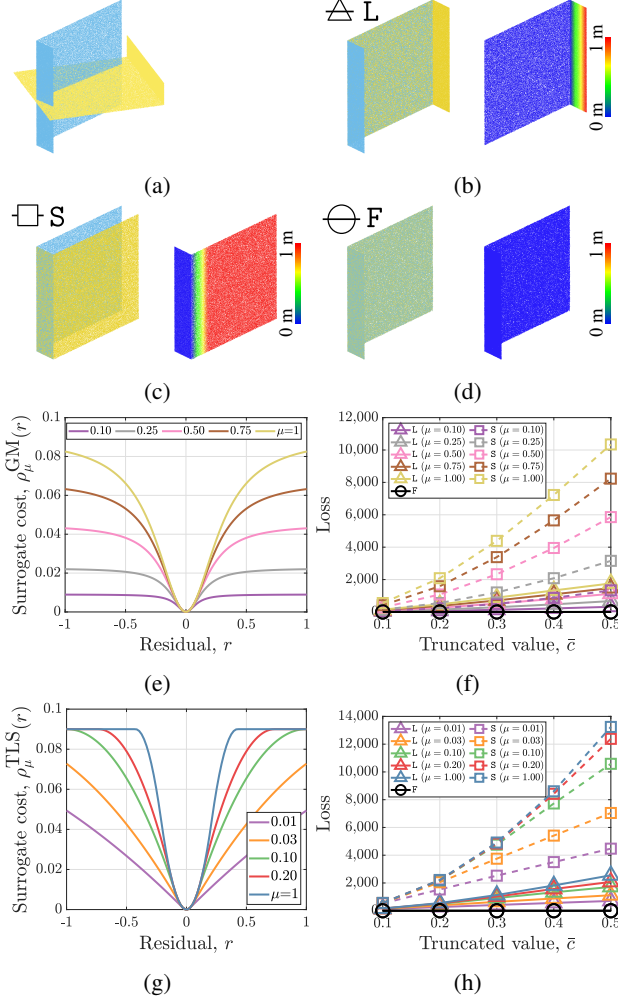 L
1 m
0 m
(a)
(b)
S
1 m
0 m
F
1 m
0 m
(c)
(d)
0.10 0.25 0.50 0.75 μ=1
0.1
0.08
0.06
0.04
0.02
0
-1 -0.5 0 0.5 1
Surrogate cost, ρ_μ^GM(r)
Residual, r
(e)
L (μ = 0.10) S (μ = 0.10)
L (μ = 0.25) S (μ = 0.25)
L (μ = 0.50) S (μ = 0.50)
L (μ = 0.75) S (μ = 0.75)
L (μ = 1.00) S (μ = 1.00)
F
12,000
10,000
8,000
6,000
4,000
2,000
0
0.1 0.2 0.3 0.4 0.5
Loss
Truncated value, c̄
(f)
0.1
0.08
0.06
0.04
0.02
0
-1 -0.5 0 0.5 1
0.01
0.03
0.10
0.20
μ=1
Surrogate cost, ρ_μ^TLS(r)
Residual, r
(g)
L (μ = 0.01) S (μ = 0.01)
L (μ = 0.03) S (μ = 0.03)
L (μ = 0.10) S (μ = 0.10)
L (μ = 0.20) S (μ = 0.20)
L (μ = 1.00) S (μ = 1.00)
F
14,000
12,000
10,000
8,000
6,000
4,000
2,000
0
0.1 0.2 0.3 0.4 0.5
Loss
Truncated value, c̄
(h)